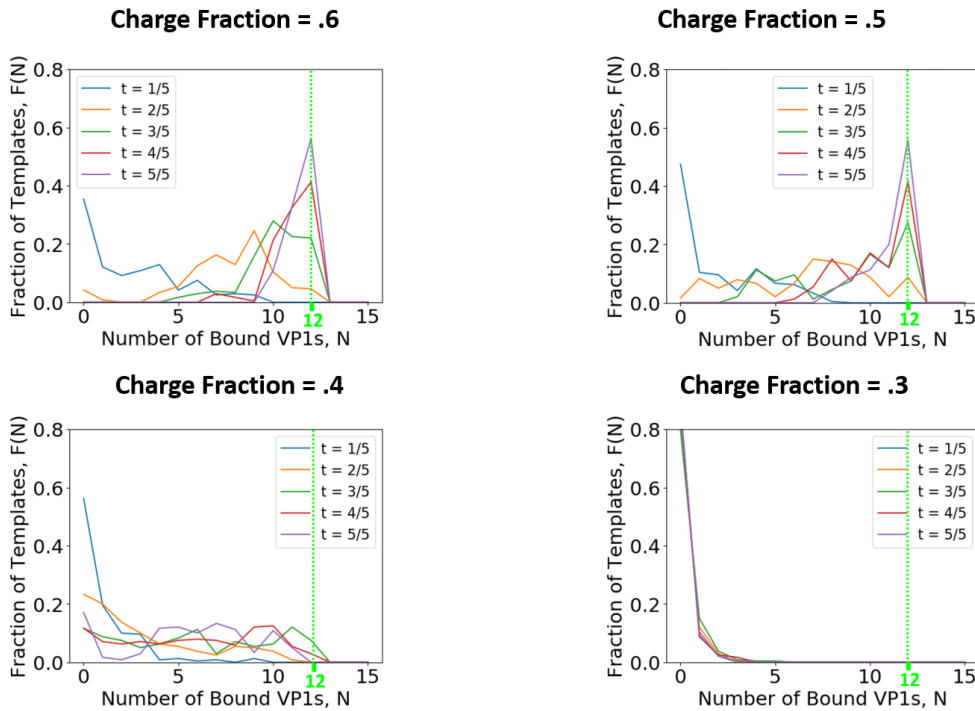 Charge Fraction = .6
Fraction of Templates, F(N)
0.8
0.6
0.4
0.2
0.0
t = 1/5
t = 2/5
t = 3/5
t = 4/5
t = 5/5
0
5
10
12
15
Number of Bound VP1s, N
Charge Fraction = .5
Fraction of Templates, F(N)
0.8
0.6
0.4
0.2
0.0
t = 1/5
t = 2/5
t = 3/5
t = 4/5
t = 5/5
0
5
10
12
15
Number of Bound VP1s, N
Charge Fraction = .4
Fraction of Templates, F(N)
0.8
0.6
0.4
0.2
0.0
t = 1/5
t = 2/5
t = 3/5
t = 4/5
t = 5/5
0
5
10
12
15
Number of Bound VP1s, N
Charge Fraction = .3
Fraction of Templates, F(N)
0.8
0.6
0.4
0.2
0.0
t = 1/5
t = 2/5
t = 3/5
t = 4/5
t = 5/5
0
5
10
12
15
Number of Bound VP1s, N